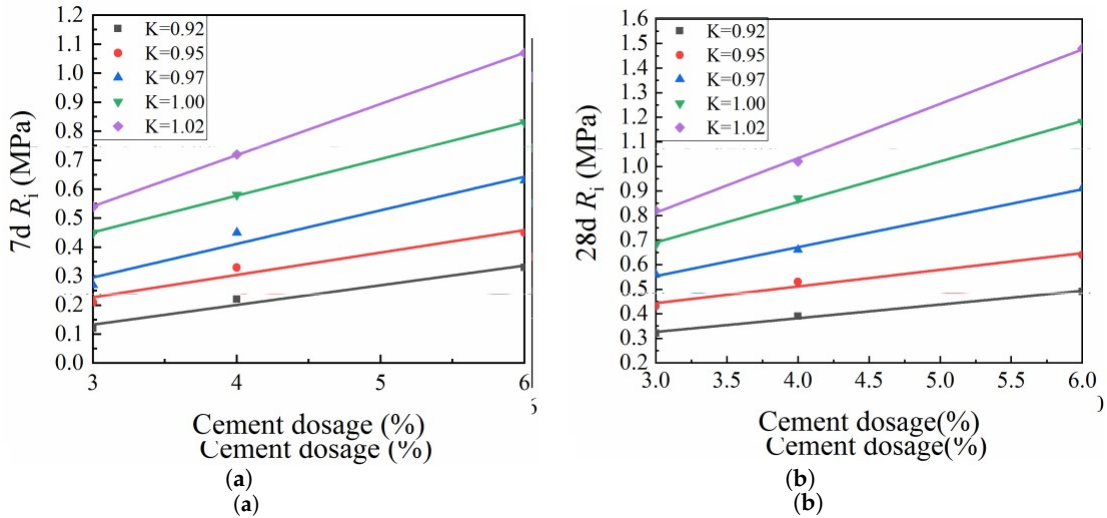 1.2
1.1
1.0
0.9
0.8
0.7
0.6
0.5
0.4
0.3
0.2
0.1
0.0
7d Ri (MPa)
K=0.92
K=0.95
K=0.97
K=1.00
K=1.02
3 4 5 6
Cement dosage (%)
Cement dosage (%)
(a)
(a)
1.6
1.5
1.4
1.3
1.2
1.1
1.0
0.9
0.8
0.7
0.6
0.5
0.4
0.3
0.2
28d Ri (MPa)
K=0.92
K=0.95
K=0.97
K=1.00
K=1.02
3.0 3.5 4.0 4.5 5.0 5.5 6.0
Cement dosage(%)
Cement dosage(%)
(b)
(b)